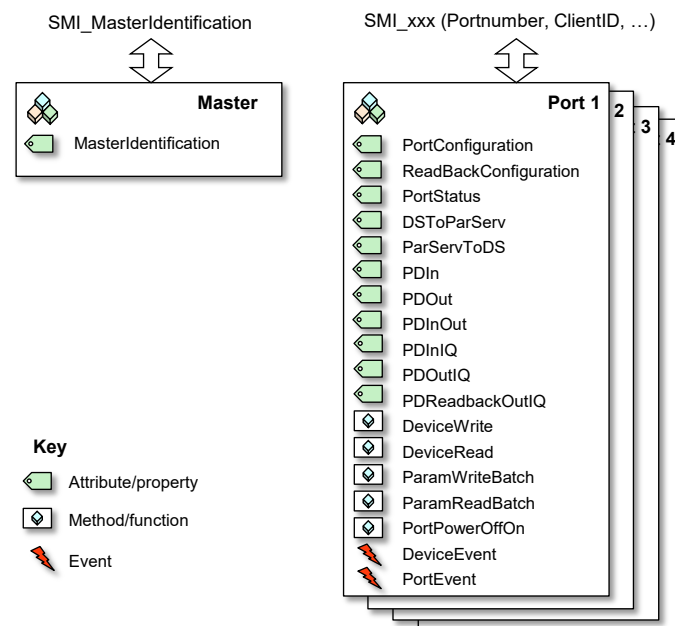 SMI_MasterIdentification
SMI_xxx (Portnumber, ClientID, …)
Master
MasterIdentification
Port 1
2
3
4
PortConfiguration
ReadBackConfiguration
PortStatus
DSToParServ
ParServToDS
PDIn
PDOut
PDInOut
PDInIQ
PDOutIQ
PDReadbackOutIQ
DeviceWrite
DeviceRead
ParamWriteBatch
ParamReadBatch
PortPowerOffOn
DeviceEvent
PortEvent
Key
Attribute/property
Method/function
Event